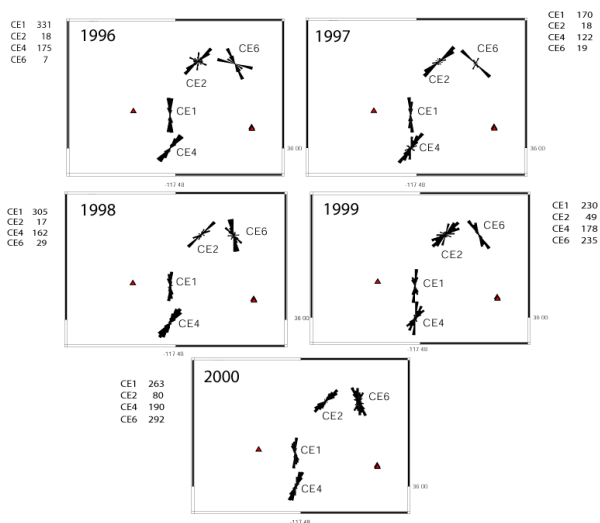 CE1 331
CE2 18
CE4 175
CE6 7
1996
CE6
CE2
CE1
CE4
36 00
-117 48
1997
CE6
CE2
CE1
CE4
36 00
-117 48
CE1 170
CE2 18
CE4 122
CE6 19
CE1 305
CE2 17
CE4 162
CE6 29
1998
CE6
CE2
CE1
CE4
36 00
-117 48
1999
CE6
CE2
CE1
CE4
36 00
-117 48
CE1 230
CE2 49
CE4 178
CE6 235
CE1 263
CE2 80
CE4 190
CE6 292
2000
CE6
CE2
CE1
CE4
36 00
-117 48